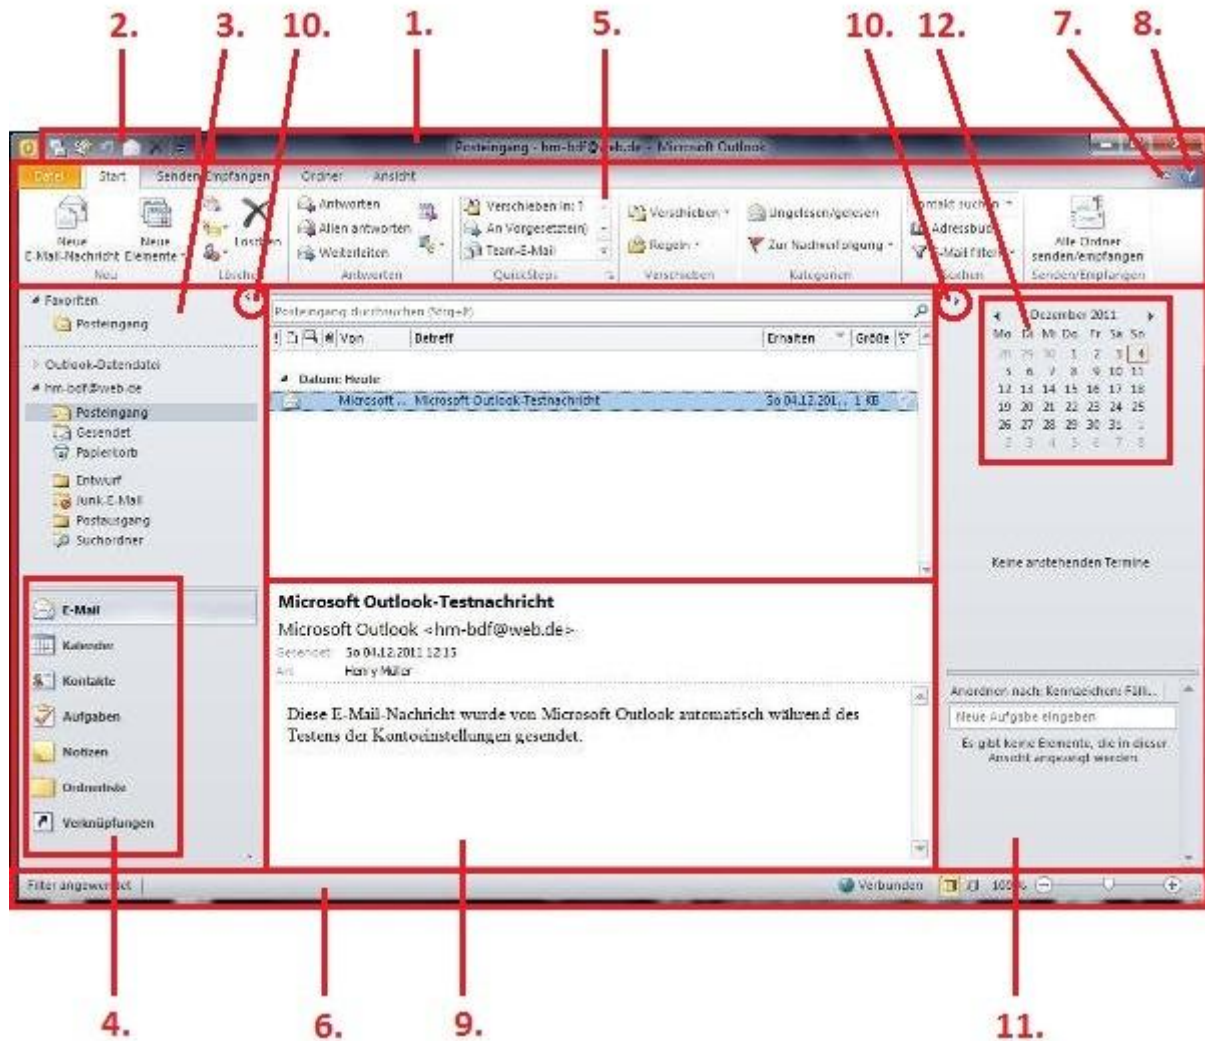 2. 3. 10. 1. 5. 10. 12. 7. 8.
Posteingang - hm-bdf@web.de - Microsoft Outlook
Datei Start Senden/Empfangen Ordner Ansicht
Neue
E-Mail-Nachricht
Neue
Elemente
Neu
Löschen
Lösche
Antworten
Allen antworten
Weiterleiten
Antworten
Verschieben in: ?
An Vorgesetzte(n)
Team-E-Mail
QuickSteps
Verschieben
Regeln
Verschieben
Ungelesen/gelesen
Zur Nachverfolgung
Kategorien
ontakt suchen
Adressbuc
-Mail filtern
Suchen
Alle Ordner
senden/empfangen
Senden/Empfangen
Favoriten
Posteingang
Outlook-Datendatei
hm-bdf@web.de
Posteingang
Gesendet
Papierkorb
Entwurf
Junk-E-Mail
Postausgang
Suchordner
E-Mail
Kalender
Kontakte
Aufgaben
Notizen
Ordnerliste
Verknüpfungen
Posteingang durchsuchen (Strg+E)
Von Betreff Erhalten Größe
Datum: Heute
Microsoft ... Microsoft Outlook-Testnachricht So 04.12.201... 1 KB
Microsoft Outlook-Testnachricht
Microsoft Outlook <hm-bdf@web.de>
Gesendet: So 04.12.2011 12:15
An: Henry Müller
Diese E-Mail-Nachricht wurde von Microsoft Outlook automatisch während des
Testens der Kontoeinstellungen gesendet.
Dezember 2011
Mo Di Mi Do Fr Sa So
28 29 30 1 2 3 4
5 6 7 8 9 10 11
12 13 14 15 16 17 18
19 20 21 22 23 24 25
26 27 28 29 30 31 1
2 3 4 5 6 7 8
Keine anstehenden Termine
Anordnen nach: Kennzeichen: Fälli...
Neue Aufgabe eingeben
Es gibt keine Elemente, die in dieser
Ansicht angezeigt werden.
Filter angewendet Verbunden 100%
4. 6. 9. 11.